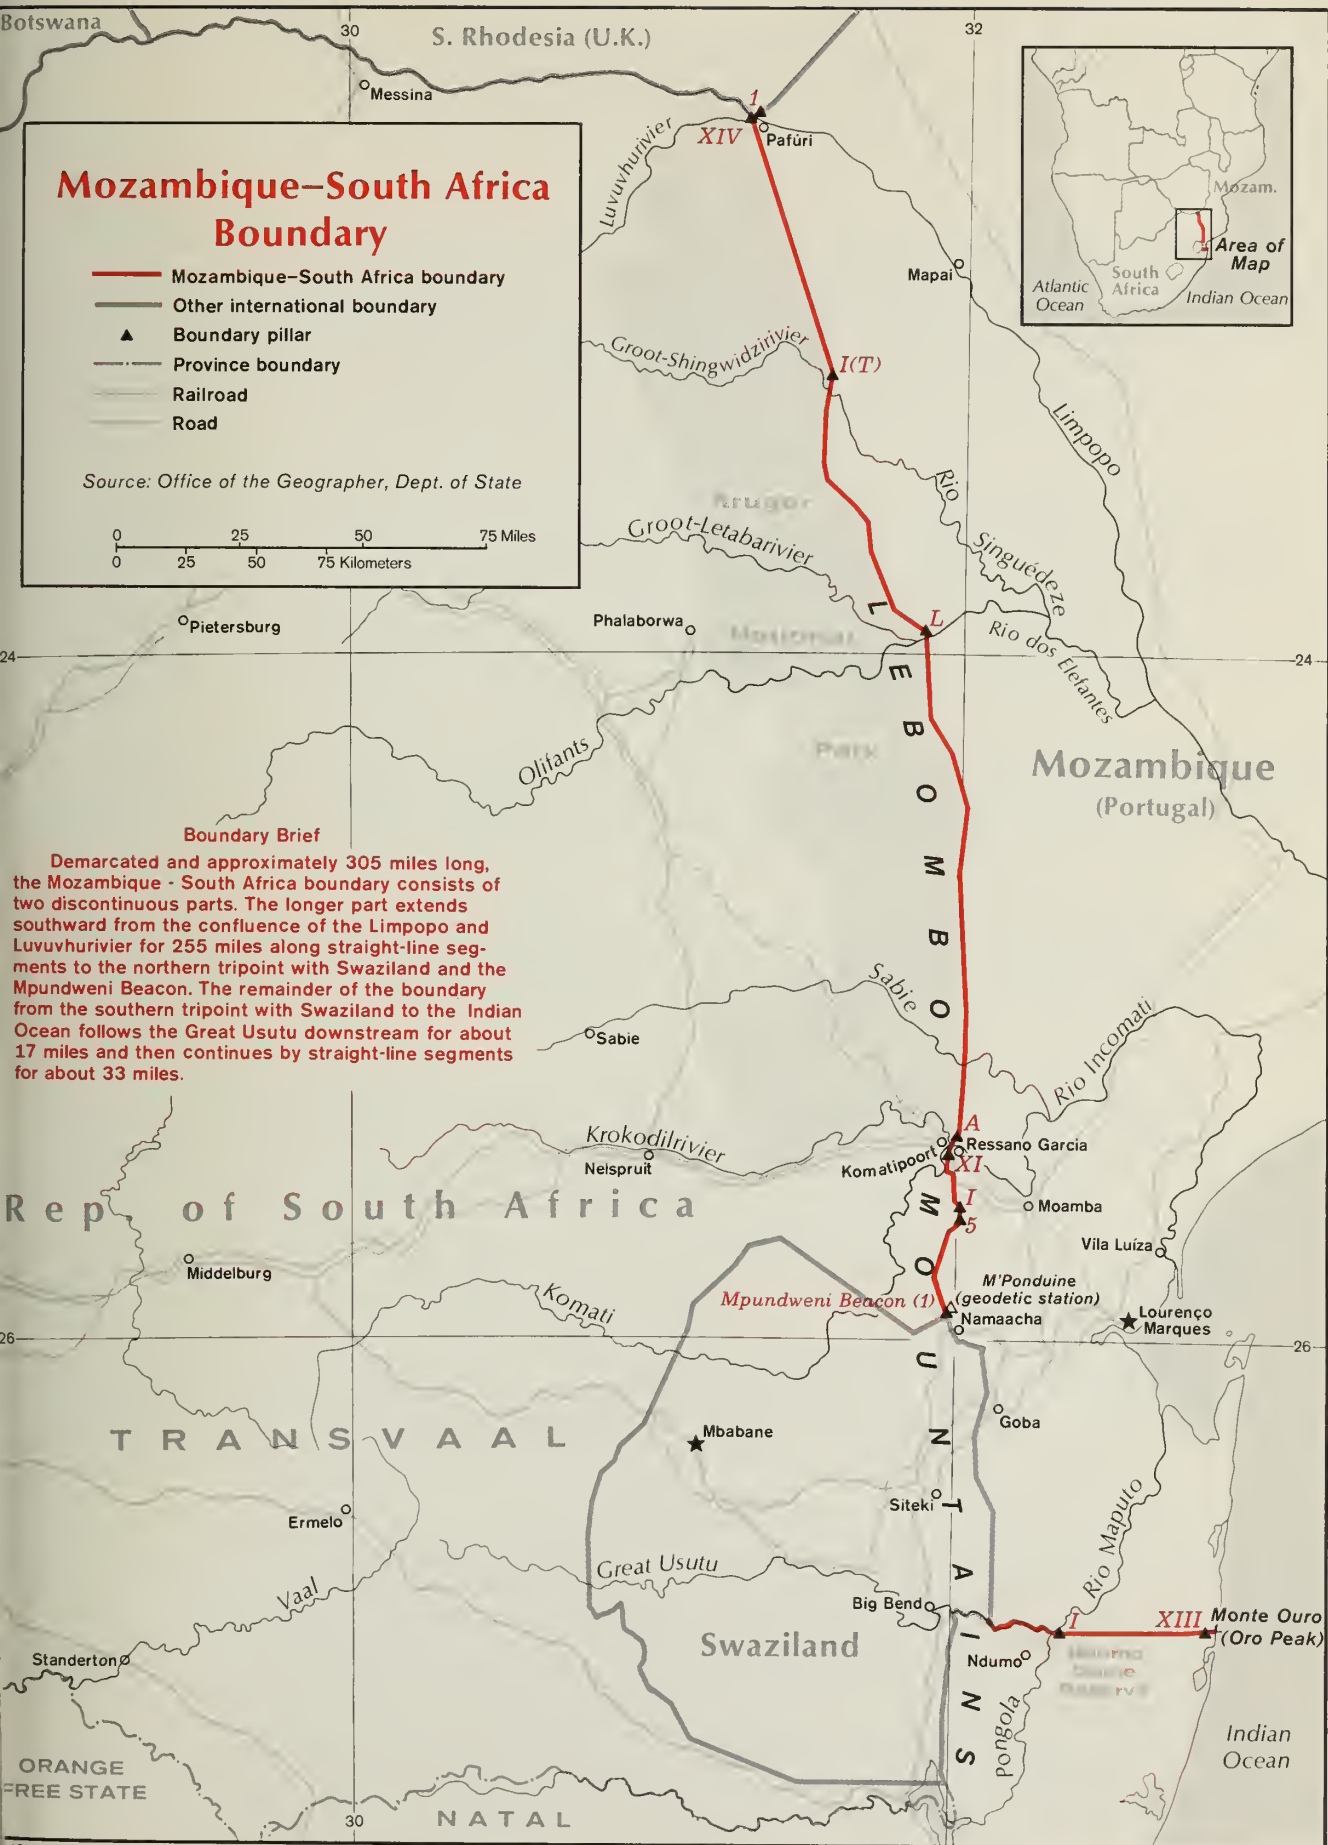 Botswana
30
S. Rhodesia (U.K.)
32
Messina
1
XIV
Pafúri
Luvuvhurivier
Mozambique–South Africa
Boundary
Mozambique–South Africa boundary
Other international boundary
Boundary pillar
Province boundary
Railroad
Road
Source: Office of the Geographer, Dept. of State
0 25 50 75 Miles
0 25 50 75 Kilometers
Mozam.
Area of
Map
South
Africa
Atlantic
Ocean
Indian Ocean
Mapai
Groot-Shingwidzirivier
I(T)
Limpopo
Rio
Singuédeze
Kruger
Groot-Letabarivier
Pietersburg
Phalaborwa
National
L
Rio dos Elefantes
24
24
LEBOMBO
Park
Olifants
Mozambique
(Portugal)
Boundary Brief
Demarcated and approximately 305 miles long,
the Mozambique - South Africa boundary consists of
two discontinuous parts. The longer part extends
southward from the confluence of the Limpopo and
Luvuvhurivier for 255 miles along straight-line seg-
ments to the northern tripoint with Swaziland and the
Mpundweni Beacon. The remainder of the boundary
from the southern tripoint with Swaziland to the Indian
Ocean follows the Great Usutu downstream for about
17 miles and then continues by straight-line segments
for about 33 miles.
Sabie
Sabie
Rio Incomati
Krokodilrivier
Nelspruit
A
Ressano Garcia
Komatipoort
XI
Rep. of South Africa
I
5
Moamba
MOUNTAINS
Vila Luíza
Middelburg
Komati
Mpundweni Beacon (1)
M'Ponduine
(geodetic station)
Namaacha
Lourenço
Marques
26
26
TRANSVAAL
Mbabane
Goba
Siteki
Ermelo
Great Usutu
Rio Maputo
Vaal
Big Bend
I
XIII
Monte Ouro
(Oro Peak)
Swaziland
Ndumo
Standerton
Game
Reserve
Pongola
Indian
Ocean
ORANGE
FREE STATE
30
NATAL